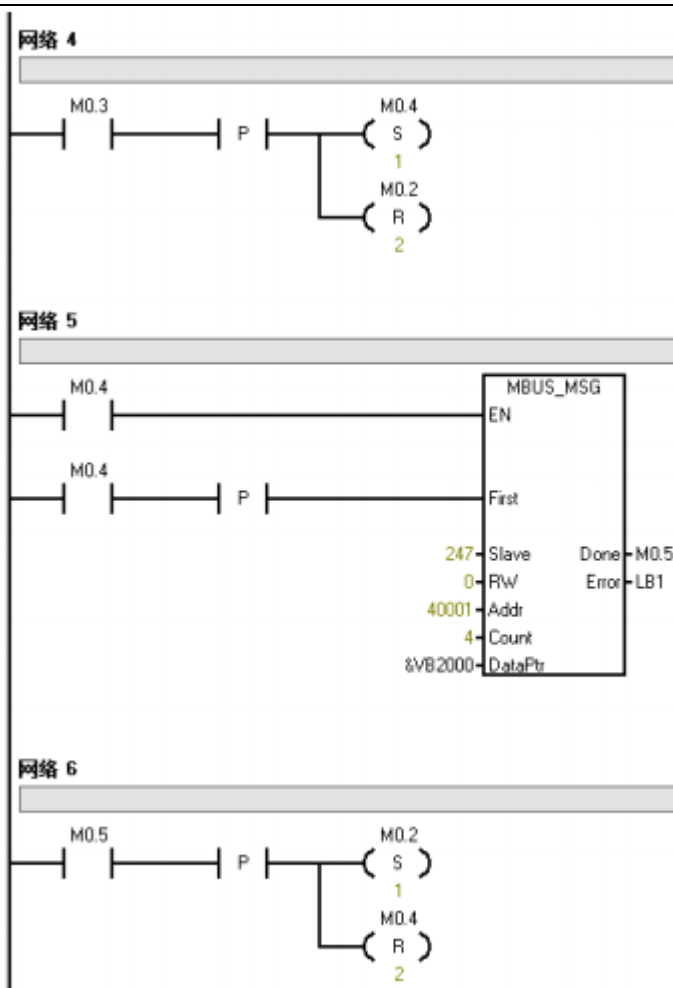 网络 4
M0.3
P
M0.4
S
1
M0.2
R
2
网络 5
M0.4
MBUS_MSG
EN
M0.4
P
First
247 Slave Done M0.5
0 RW Error LB1
40001 Addr
4 Count
&VB2000 DataPtr
网络 6
M0.5
P
M0.2
S
1
M0.4
R
2